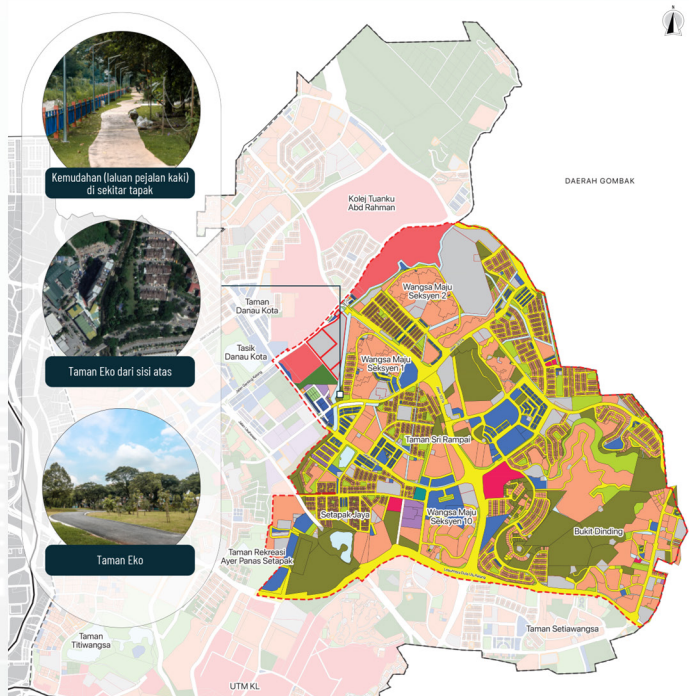 N
Kemudahan (laluan pejalan kaki)
di sekitar tapak
Taman Eko dari sisi atas
Taman Eko
DAERAH GOMBAK
Kolej Tuanku
Abd Rahman
Wangsa Maju
Seksyen 2
Taman
Danau Kota
Tasik
Danau Kota
Wangsa Maju
Seksyen 1
Taman Sri Rampai
Setapak Jaya
Wangsa Maju
Seksyen 10
Bukit Dinding
Taman Rekreasi
Ayer Panas Setapak
Taman Setiawangsa
Taman
Titiwangsa
UTM KL